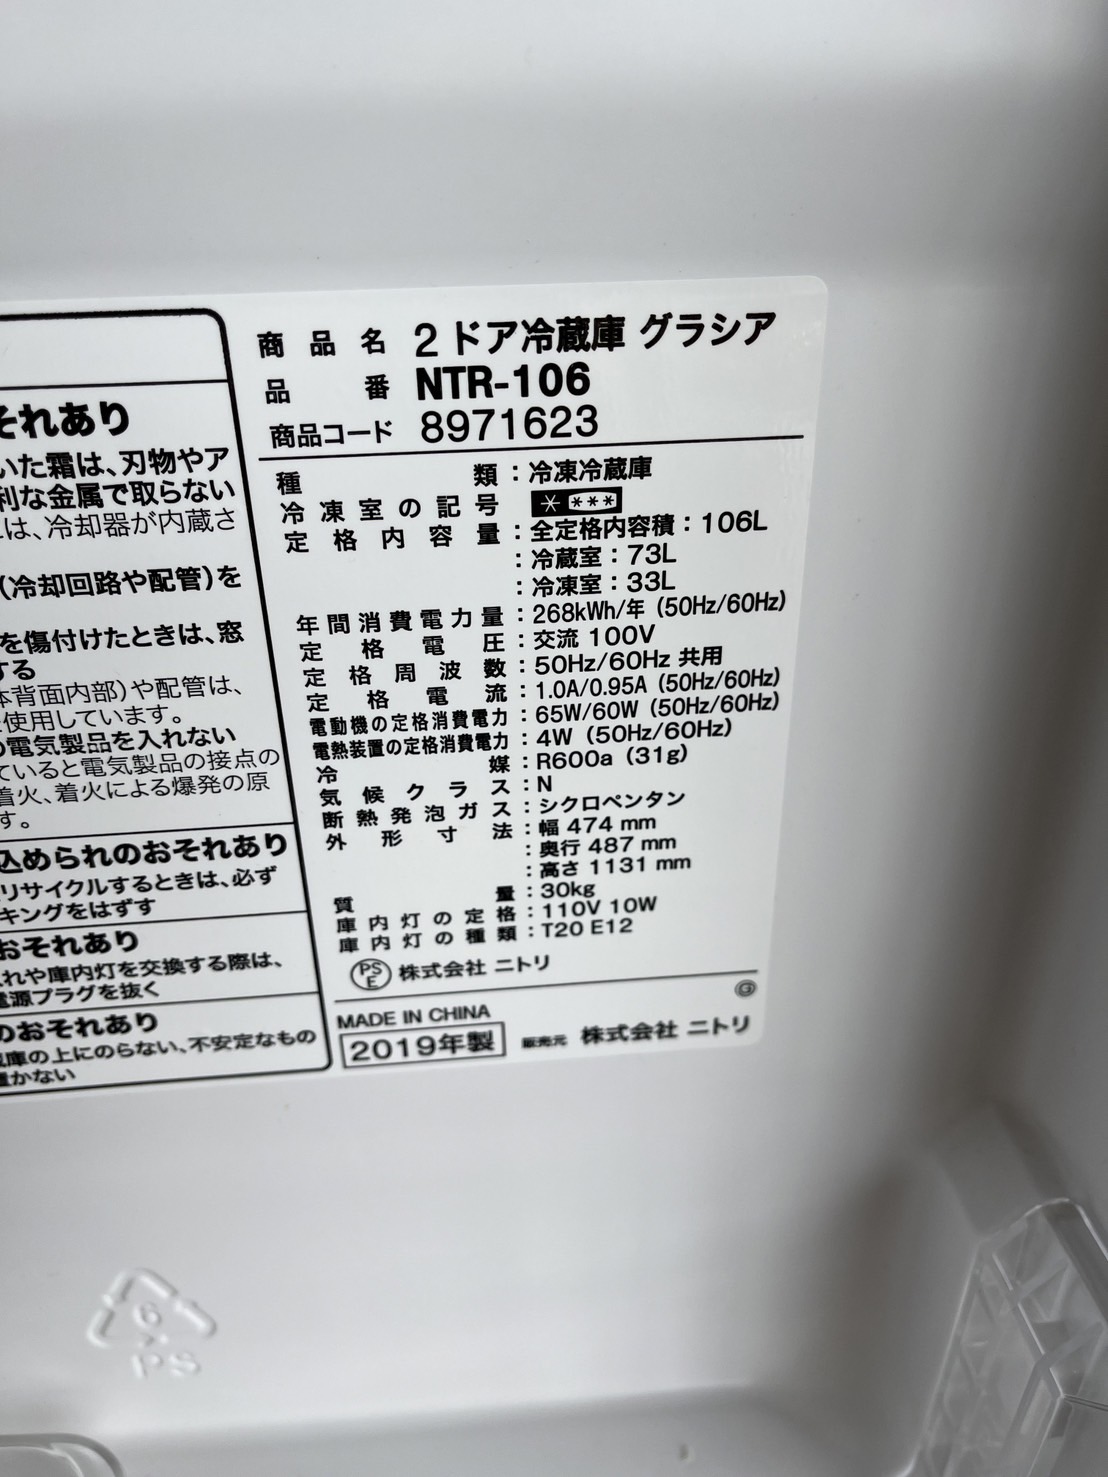 それあり
いた霜は、刃物やア
利な金属で取らない
は、冷却器が内蔵さ
(冷却回路や配管)を
を傷付けたときは、窓
する
体背面内部)や配管は、
使用しています。
電気製品を入れない
ていると電気製品の接点の
着火、着火による爆発の原
す。
込められのおそれあり
リサイクルするときは、必ず
キングをはずす
おそれあり
れや庫内灯を交換する際は、
電源プラグを抜く
のおそれあり
蔵庫の上にのらない、不安定なもの
置かない
商品名 2ドア冷蔵庫 グラシア
品番 NTR-106
商品コード 8971623
種類:冷凍冷蔵庫
冷凍室の記号 * ***
定格内容量:全定格内容積:106L
:冷蔵室:73L
:冷凍室:33L
年間消費電力量:268kWh/年 (50Hz/60Hz)
定格電圧:交流 100V
定格周波数:50Hz/60Hz 共用
定格電流:1.0A/0.95A (50Hz/60Hz)
電動機の定格消費電力:65W/60W (50Hz/60Hz)
電熱装置の定格消費電力:4W (50Hz/60Hz)
冷媒:R600a (31g)
気候クラス:N
断熱発泡ガス:シクロペンタン
外形寸法:幅 474 mm
:奥行 487 mm
:高さ 1131 mm
質量:30kg
庫内灯の定格:110V 10W
庫内灯の種類:T20 E12
PSE 株式会社 ニトリ
G
MADE IN CHINA
2019年製 販売元 株式会社 ニトリ
6
PS